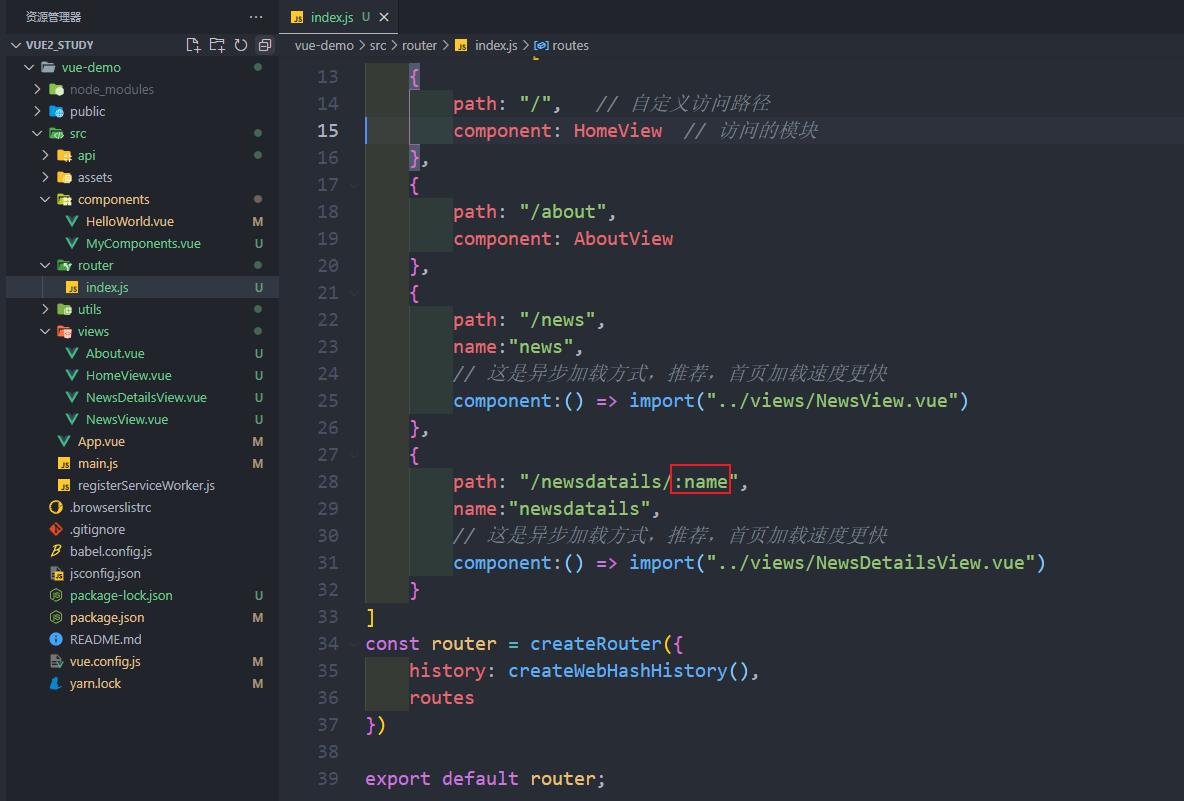 资源管理器
VUE2_STUDY
vue-demo
node_modules
public
src
api
assets
components
HelloWorld.vue M
MyComponents.vue U
router
index.js U
utils
views
About.vue U
HomeView.vue U
NewsDetailsView.vue U
NewsView.vue U
App.vue M
main.js M
registerServiceWorker.js
.browserslistrc
.gitignore
babel.config.js
jsconfig.json
package-lock.json U
package.json M
README.md
vue.config.js M
yarn.lock M
JS index.js U
vue-demo > src > router > JS index.js > routes
13 {
14 path: "/", // 自定义访问路径
15 component: HomeView // 访问的模块
16 },
17 {
18 path: "/about",
19 component: AboutView
20 },
21 {
22 path: "/news",
23 name:"news",
24 // 这是异步加载方式，推荐，首页加载速度更快
25 component:() => import("../views/NewsView.vue")
26 },
27 {
28 path: "/newsdatails/:name",
29 name:"newsdatails",
30 // 这是异步加载方式，推荐，首页加载速度更快
31 component:() => import("../views/NewsDetailsView.vue")
32 }
33 ]
34 const router = createRouter({
35 history: createWebHashHistory(),
36 routes
37 })
38
39 export default router;